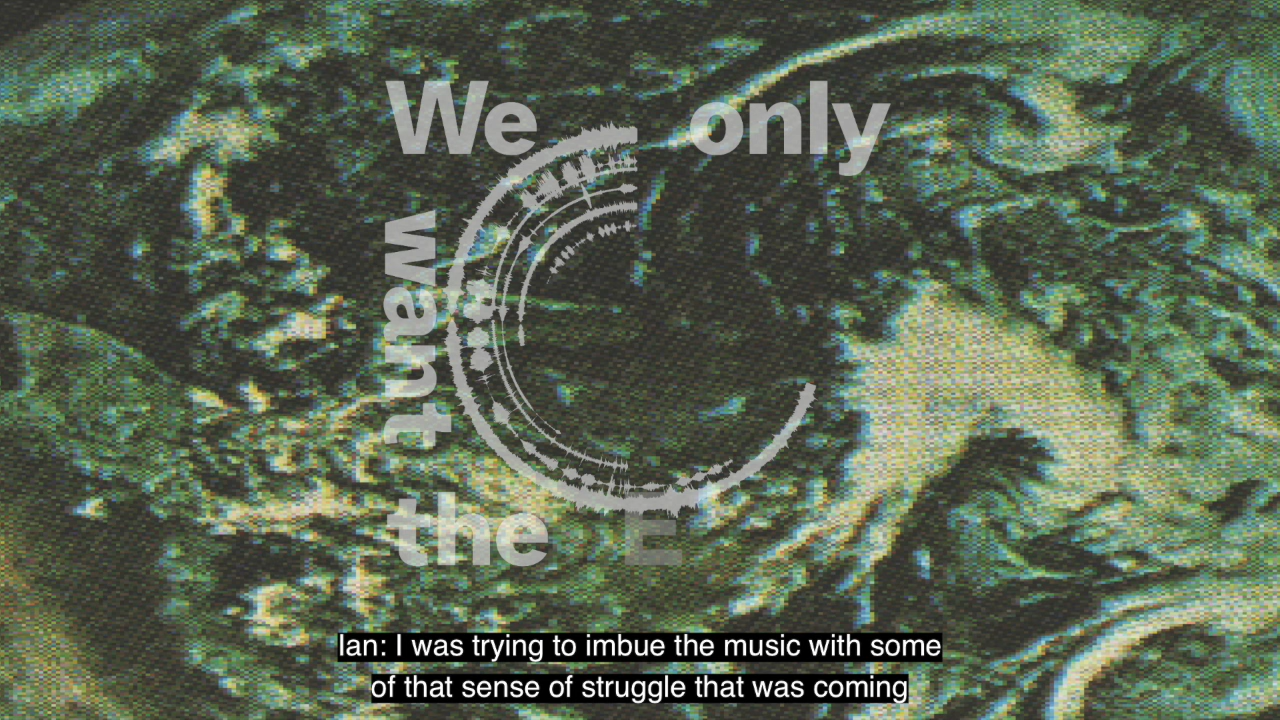 We only
want
the E
Ian: I was trying to imbue the music with some
of that sense of struggle that was coming